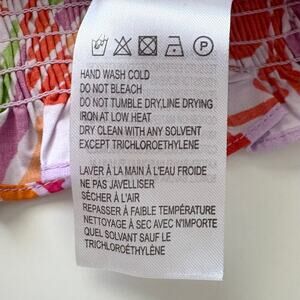 P
HAND WASH COLD
DO NOT BLEACH
DO NOT TUMBLE DRY,LINE DRYING
IRON AT LOW HEAT
DRY CLEAN WITH ANY SOLVENT
EXCEPT TRICHLOROETHYLENE
LAVER À LA MAIN À L'EAU FROIDE
NE PAS JAVELLISER
SÉCHER À L'AIR
REPASSER À FAIBLE TEMPÉRATURE
NETTOYAGE À SEC AVEC N'IMPORTE
QUEL SOLVANT SAUF LE
TRICHLOROÉTHYLÈNE